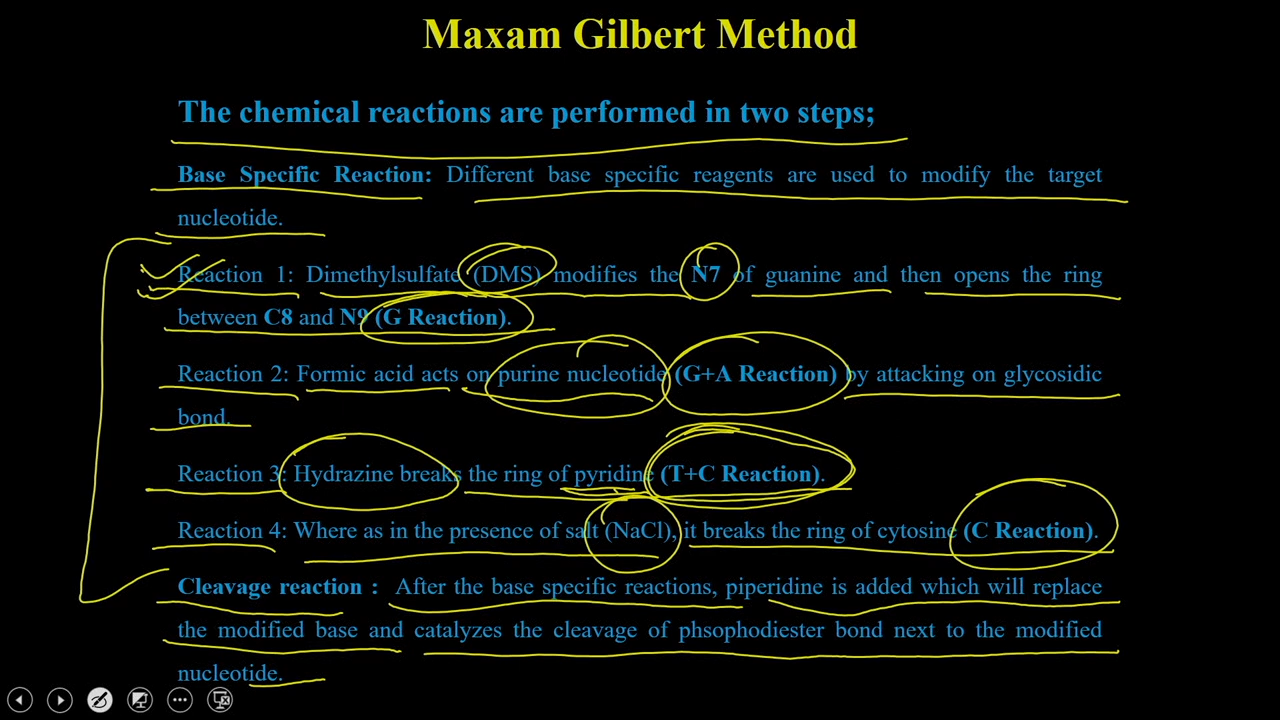 Maxam Gilbert Method
The chemical reactions are performed in two steps;
Base Specific Reaction: Different base specific reagents are used to modify the target
nucleotide.
Reaction 1: Dimethylsulfate (DMS) modifies the N7 of guanine and then opens the ring
between C8 and N9 (G Reaction).
Reaction 2: Formic acid acts on purine nucleotide (G+A Reaction) by attacking on glycosidic
bond.
Reaction 3: Hydrazine breaks the ring of pyridine (T+C Reaction).
Reaction 4: Where as in the presence of salt (NaCl), it breaks the ring of cytosine (C Reaction).
Cleavage reaction : After the base specific reactions, piperidine is added which will replace
the modified base and catalyzes the cleavage of phsophodiester bond next to the modified
nucleotide.